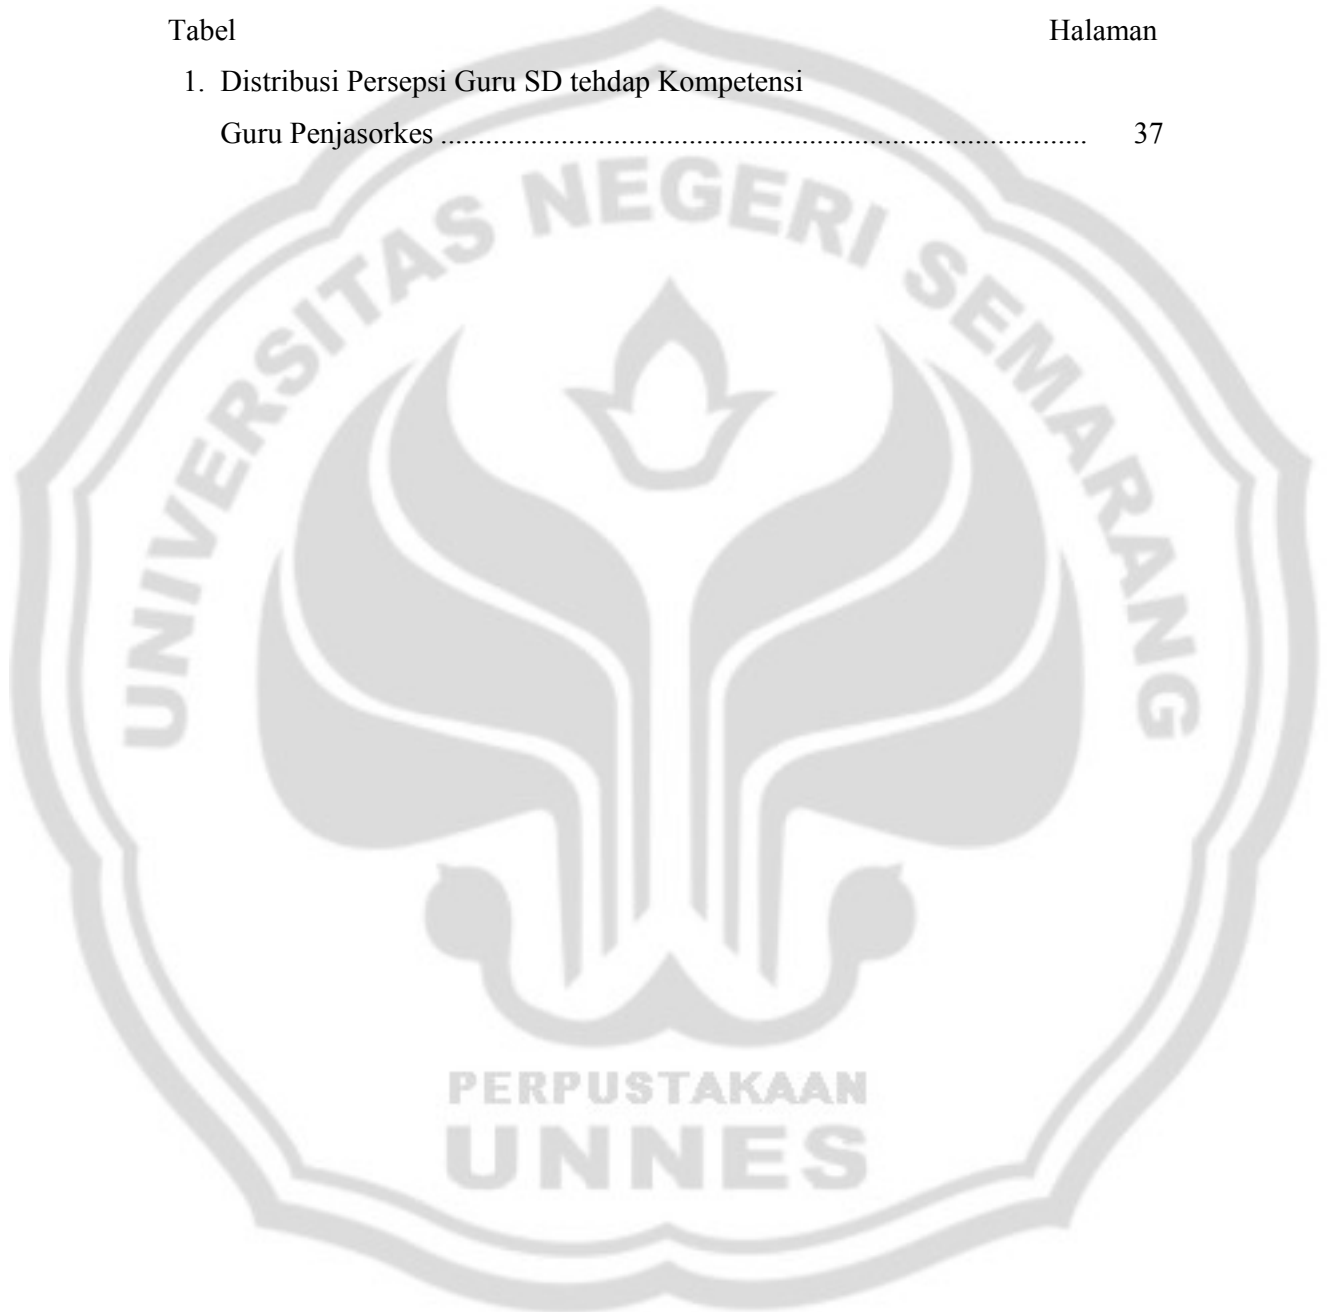 Tabel Halaman
1. Distribusi Persepsi Guru SD tehdap Kompetensi
Guru Penjasorkes ........................................................................................ 37
UNIVERSITAS NEGERI SEMARANG
PERPUSTAKAAN
UNNES